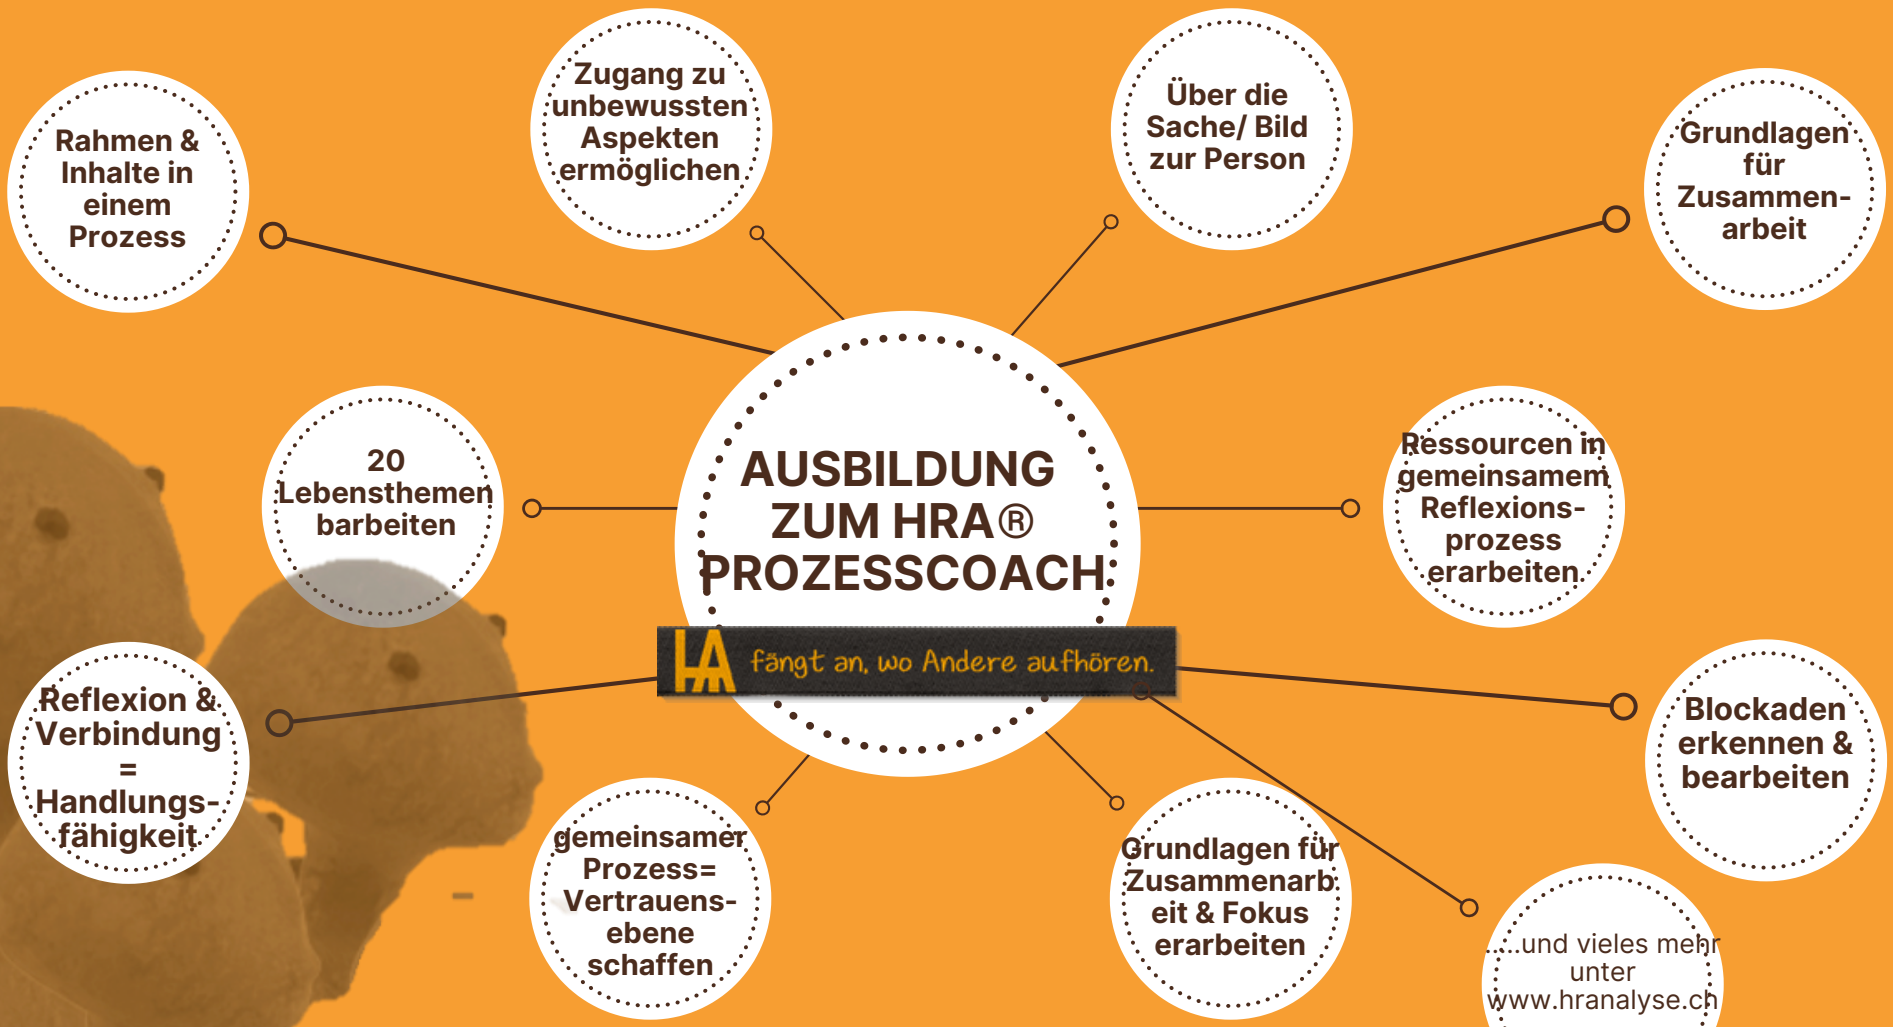 Rahmen &
Inhalte in
einem
Prozess
Zugang zu
unbewussten
Aspekten
ermöglichen
Über die
Sache/ Bild
zur Person
Grundlagen
für
Zusammen-
arbeit
20
Lebensthemen
barbeiten
AUSBILDUNG
ZUM HRA®
PROZESSCOACH
HRA fängt an, wo Andere aufhören.
Ressourcen in
gemeinsamem
Reflexions-
prozess
erarbeiten
Reflexion &
Verbindung
=
Handlungs-
fähigkeit
gemeinsamer
Prozess=
Vertrauens-
ebene
schaffen
Grundlagen für
Zusammenarb
eit & Fokus
erarbeiten
Blockaden
erkennen &
bearbeiten
.....und vieles mehr
unter
www.hranalyse.ch